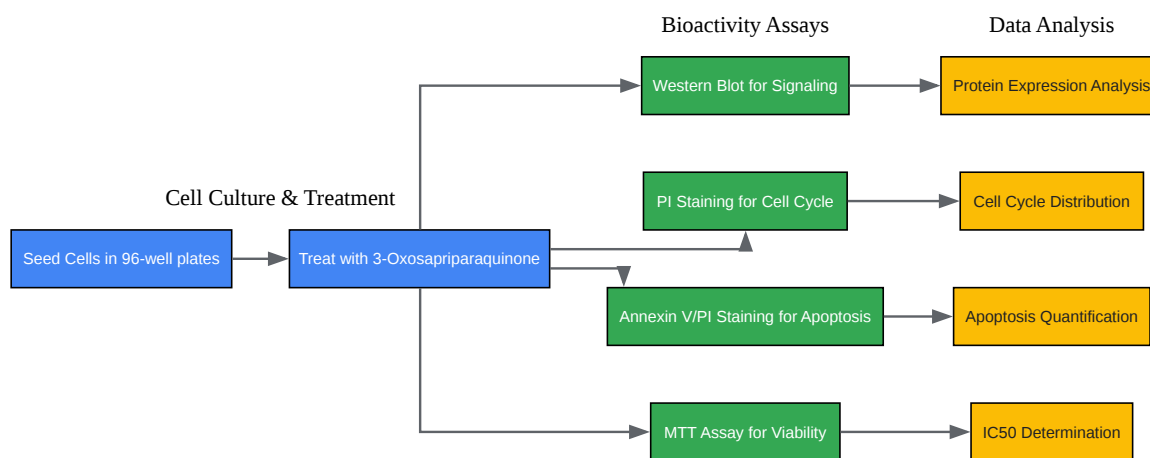 Bioactivity Assays
Data Analysis
Western Blot for Signaling
Protein Expression Analysis
Cell Culture & Treatment
PI Staining for Cell Cycle
Cell Cycle Distribution
Seed Cells in 96-well plates
Treat with 3-Oxosapriparaquinone
Annexin V/PI Staining for Apoptosis
Apoptosis Quantification
MTT Assay for Viability
IC50 Determination